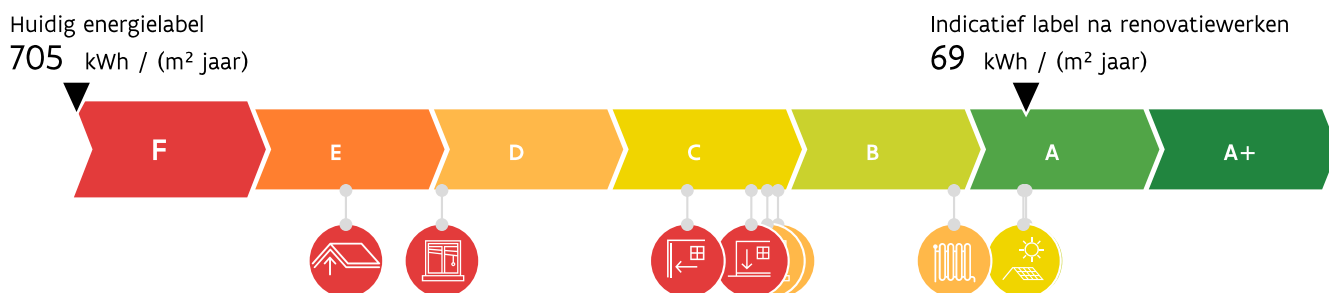 Huidig energielabel
705 kWh / (m² jaar)
Indicatief label na renovatiewerken
69 kWh / (m² jaar)
F E D C B A A+